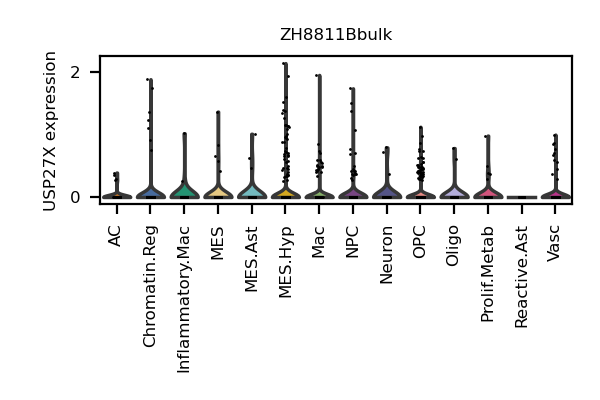 ZH8811Bbulk
USP27X expression
2
0
AC
Chromatin.Reg
Inflammatory.Mac
MES
MES.Ast
MES.Hyp
Mac
NPC
Neuron
OPC
Oligo
Prolif.Metab
Reactive.Ast
Vasc